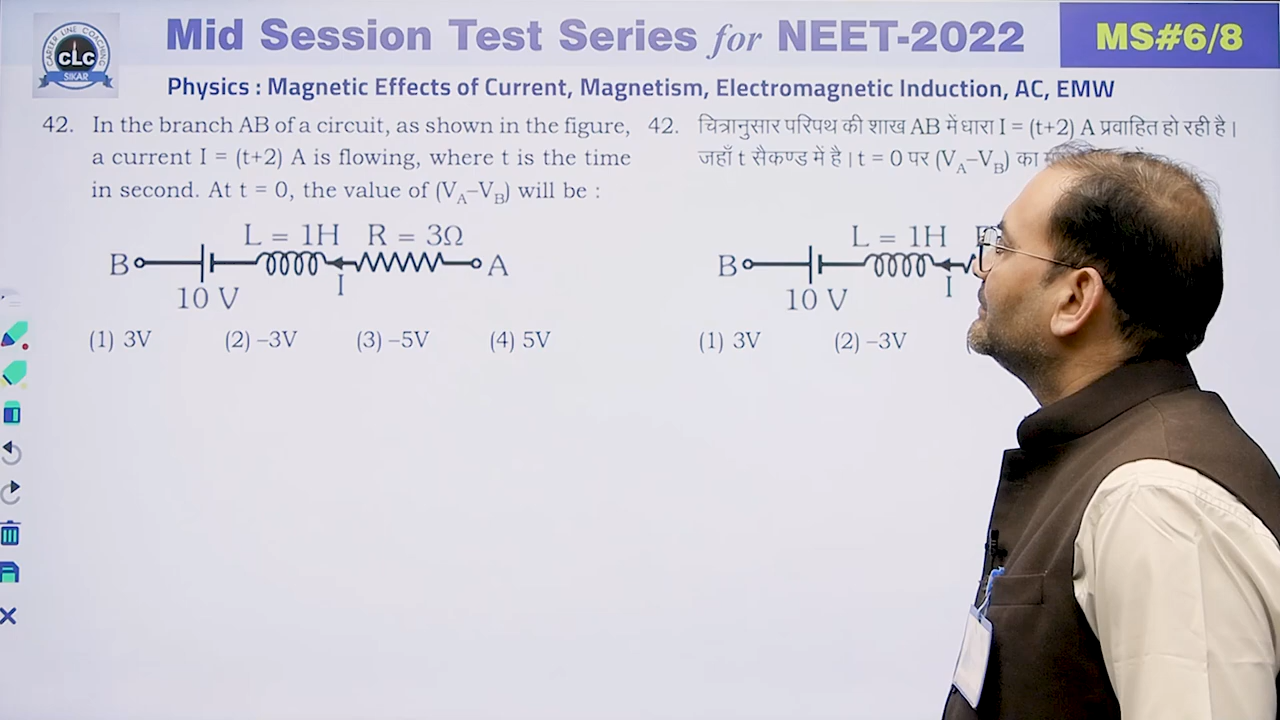 CAREER LINE COACHING
CLC
SIKAR
Mid Session Test Series for NEET-2022
MS#6/8
Physics : Magnetic Effects of Current, Magnetism, Electromagnetic Induction, AC, EMW
42. In the branch AB of a circuit, as shown in the figure,
a current I = (t+2) A is flowing, where t is the time
in second. At t = 0, the value of (V_A–V_B) will be :
L = 1H R = 3Ω
B A
I
10 V
(1) 3V (2) –3V (3) –5V (4) 5V
42. चित्रानुसार परिपथ की शाख AB में धारा I = (t+2) A प्रवाहित हो रही है।
जहाँ t सैकण्ड में है। t = 0 पर (V_A–V_B) का
L = 1H
B
I
10 V
(1) 3V (2) –3V